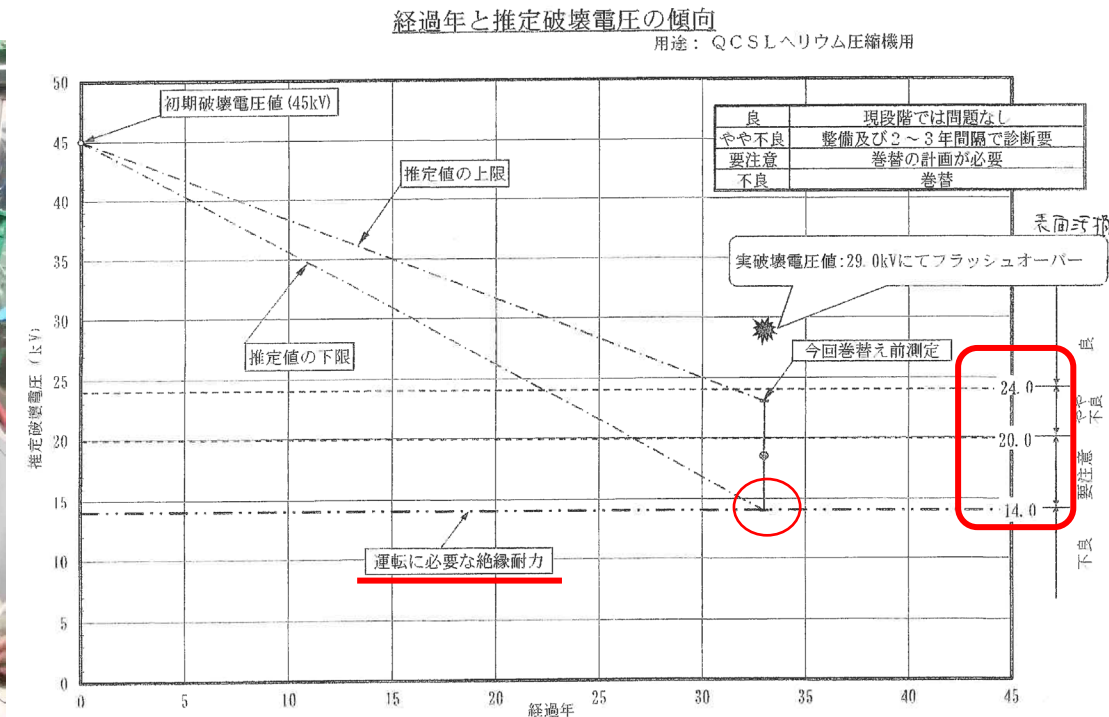 経過年と推定破壊電圧の傾向
用途：QCSLヘリウム圧縮機用
50
45
40
35
30
25
20
15
10
5
0
推定破壊電圧（kV）
初期破壊電圧値(45kV)
推定値の上限
推定値の下限
良 現段階では問題なし
やや不良 整備及び２～３年間隔で診断要
要注意 巻替の計画が必要
不良 巻替
表面汚損
実破壊電圧値:29.0kVにてフラッシュオーバー
今回巻替え前測定
運転に必要な絶縁耐力
24.0
20.0
14.0
良
やや不良
要注意
不良
0 5 10 15 20 25 30 35 40 45
経過年